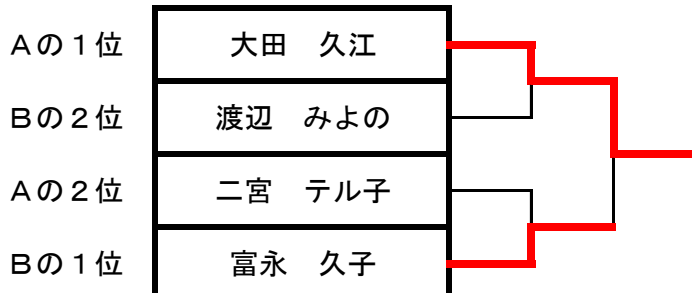 Aの1位 大田 久江
Bの2位 渡辺 みよの
Aの2位 二宮 テル子
Bの1位 富永 久子